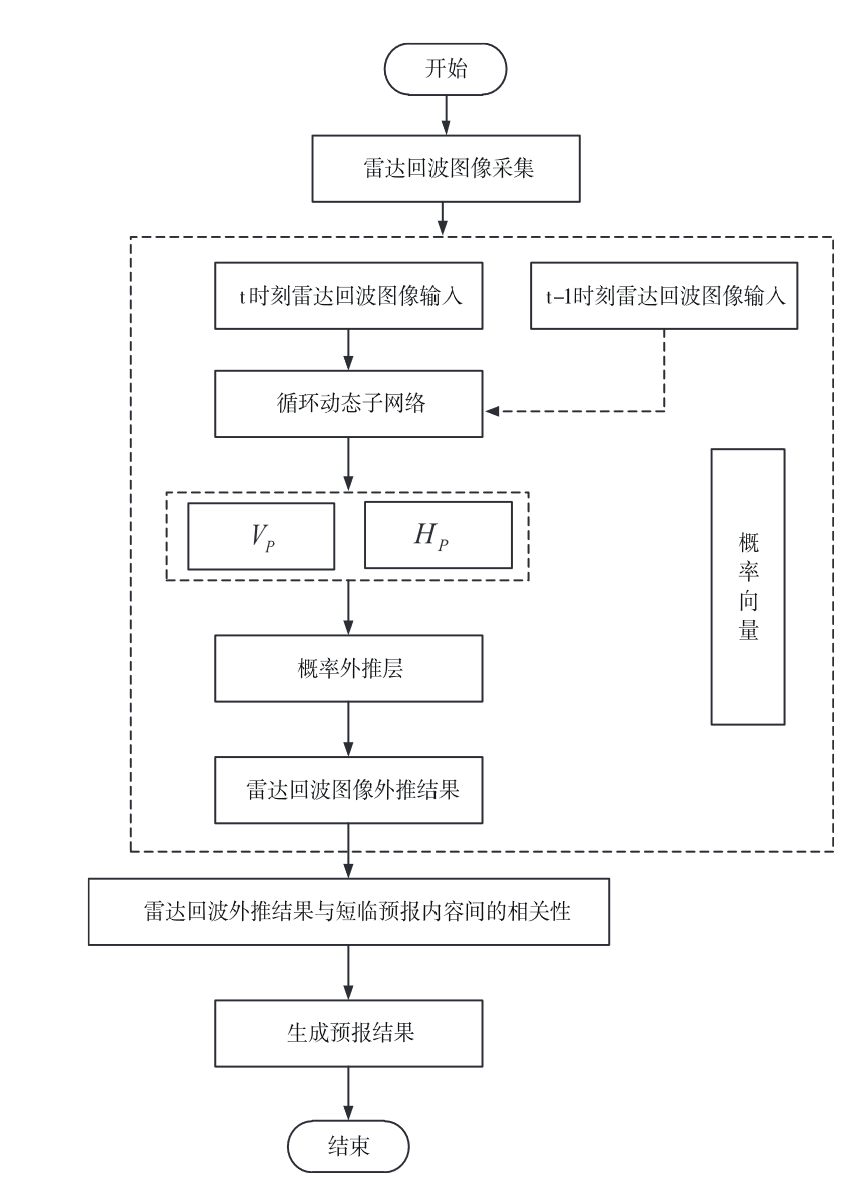 开始
雷达回波图像采集
t时刻雷达回波图像输入
t-1时刻雷达回波图像输入
循环动态子网络
V_P
H_P
概率向量
概率外推层
雷达回波图像外推结果
雷达回波外推结果与短临预报内容间的相关性
生成预报结果
结束